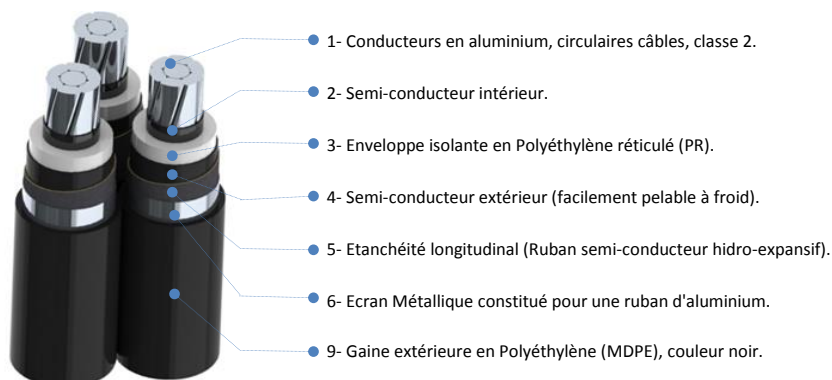 1- Conducteurs en aluminium, circulaires câbles, classe 2.
2- Semi-conducteur intérieur.
3- Enveloppe isolante en Polyéthylène réticulé (PR).
4- Semi-conducteur extérieur (facilement pelable à froid).
5- Etanchéité longitudinal (Ruban semi-conducteur hidro-expansif).
6- Ecran Métallique constitué pour une ruban d'aluminium.
9- Gaine extérieure en Polyéthylène (MDPE), couleur noir.